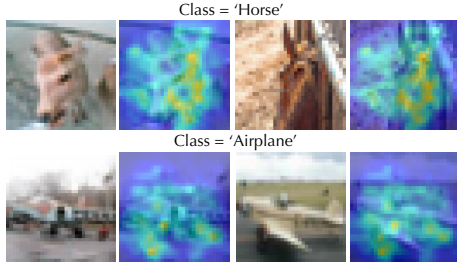 Class = ‘Horse’
Class = ‘Airplane’